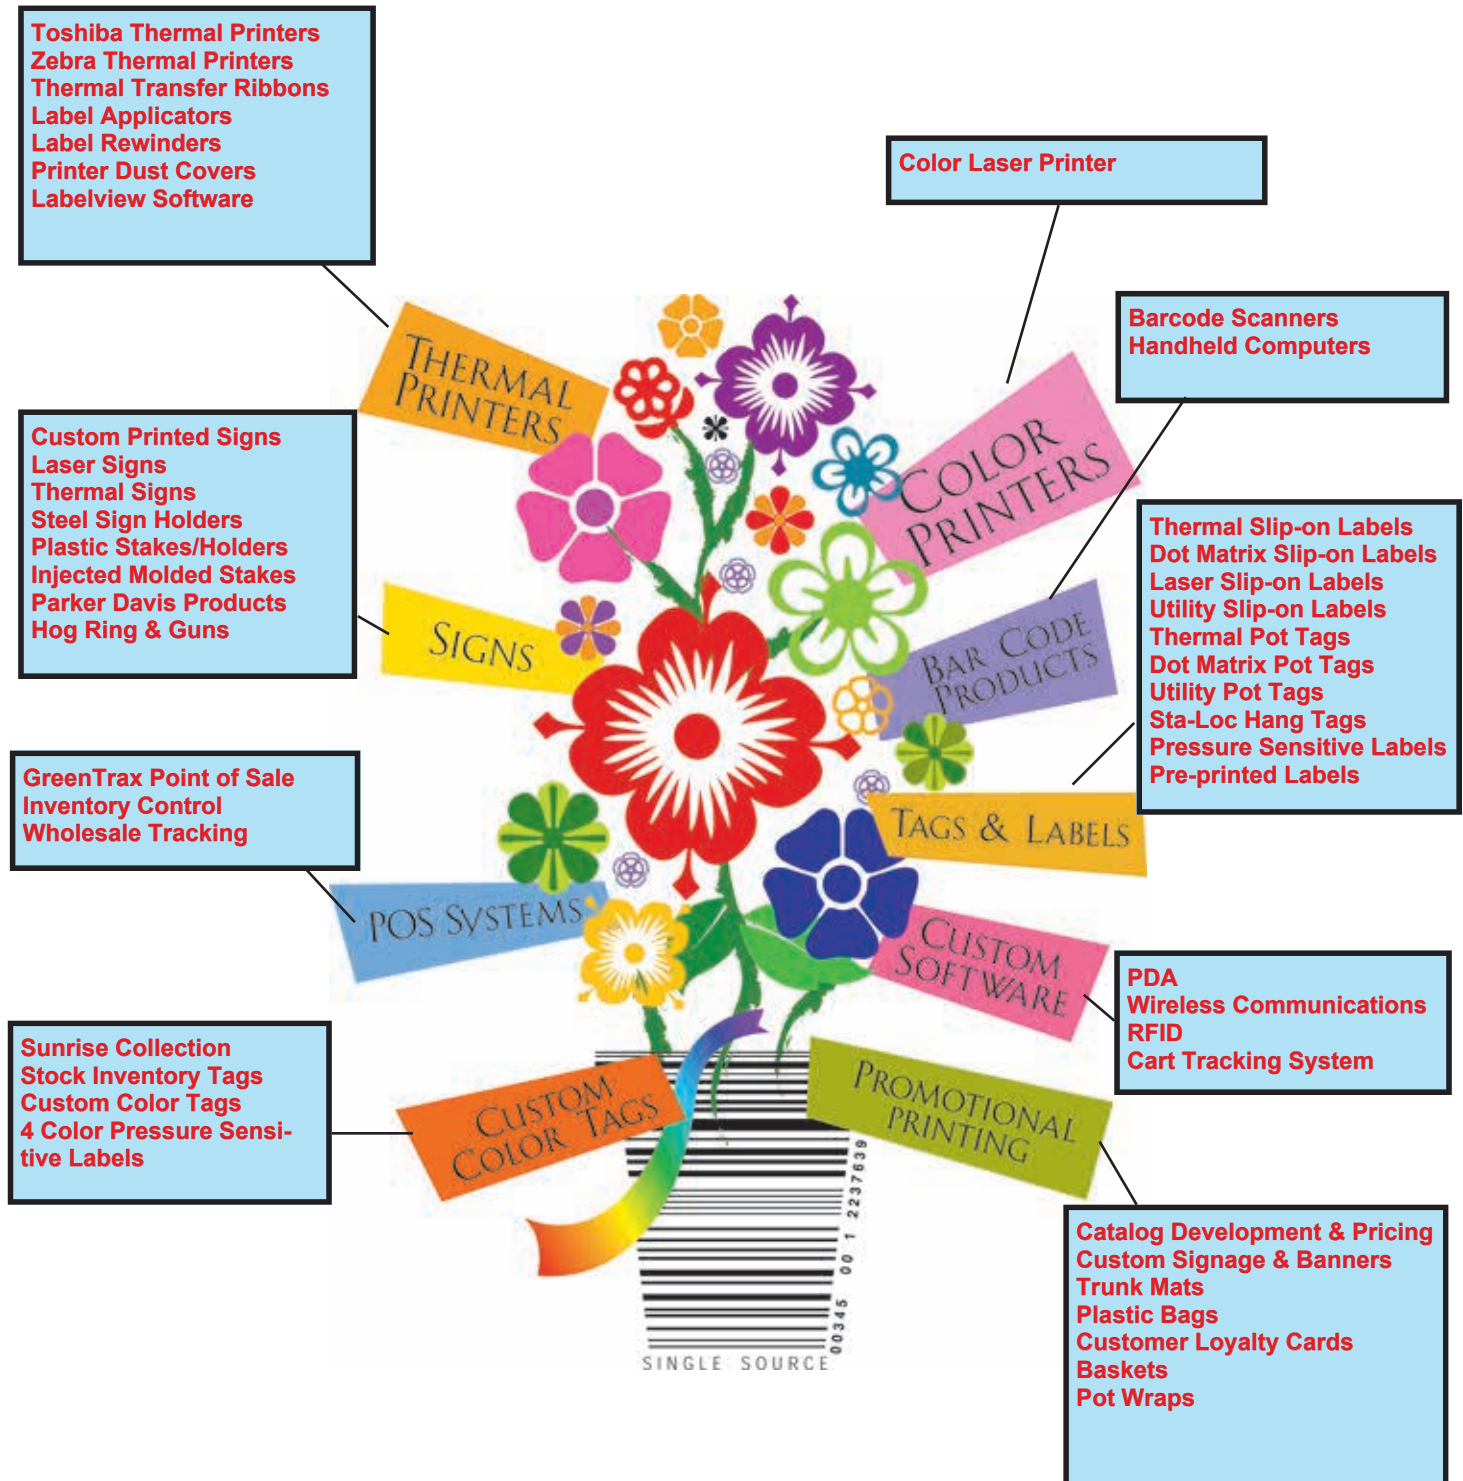 Toshiba Thermal Printers
Zebra Thermal Printers
Thermal Transfer Ribbons
Label Applicators
Label Rewinders
Printer Dust Covers
Labelview Software
Color Laser Printer
Barcode Scanners
Handheld Computers
THERMAL
PRINTERS
COLOR
PRINTERS
Custom Printed Signs
Laser Signs
Thermal Signs
Steel Sign Holders
Plastic Stakes/Holders
Injected Molded Stakes
Parker Davis Products
Hog Ring & Guns
SIGNS
BAR CODE
PRODUCTS
Thermal Slip-on Labels
Dot Matrix Slip-on Labels
Laser Slip-on Labels
Utility Slip-on Labels
Thermal Pot Tags
Dot Matrix Pot Tags
Utility Pot Tags
Sta-Loc Hang Tags
Pressure Sensitive Labels
Pre-printed Labels
TAGS & LABELS
GreenTrax Point of Sale
Inventory Control
Wholesale Tracking
POS SYSTEMS
CUSTOM
SOFTWARE
PDA
Wireless Communications
RFID
Cart Tracking System
Sunrise Collection
Stock Inventory Tags
Custom Color Tags
4 Color Pressure Sensi-
tive Labels
CUSTOM
COLOR TAGS
PROMOTIONAL
PRINTING
Catalog Development & Pricing
Custom Signage & Banners
Trunk Mats
Plastic Bags
Customer Loyalty Cards
Baskets
Pot Wraps
00345 00 1 2237639
SINGLE SOURCE